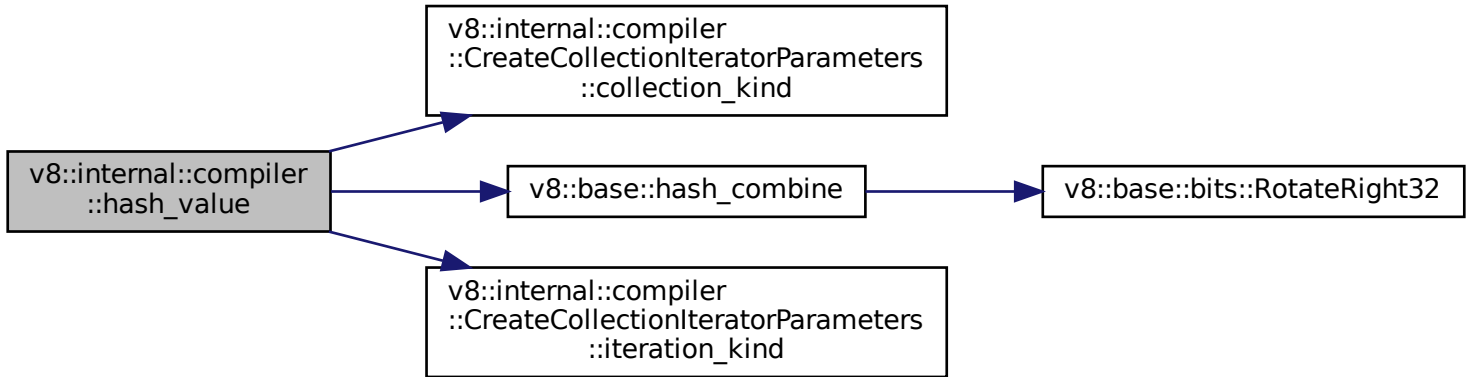 v8::internal::compiler
::hash_value
v8::internal::compiler
::CreateCollectionIteratorParameters
::collection_kind
v8::base::hash_combine
v8::base::bits::RotateRight32
v8::internal::compiler
::CreateCollectionIteratorParameters
::iteration_kind